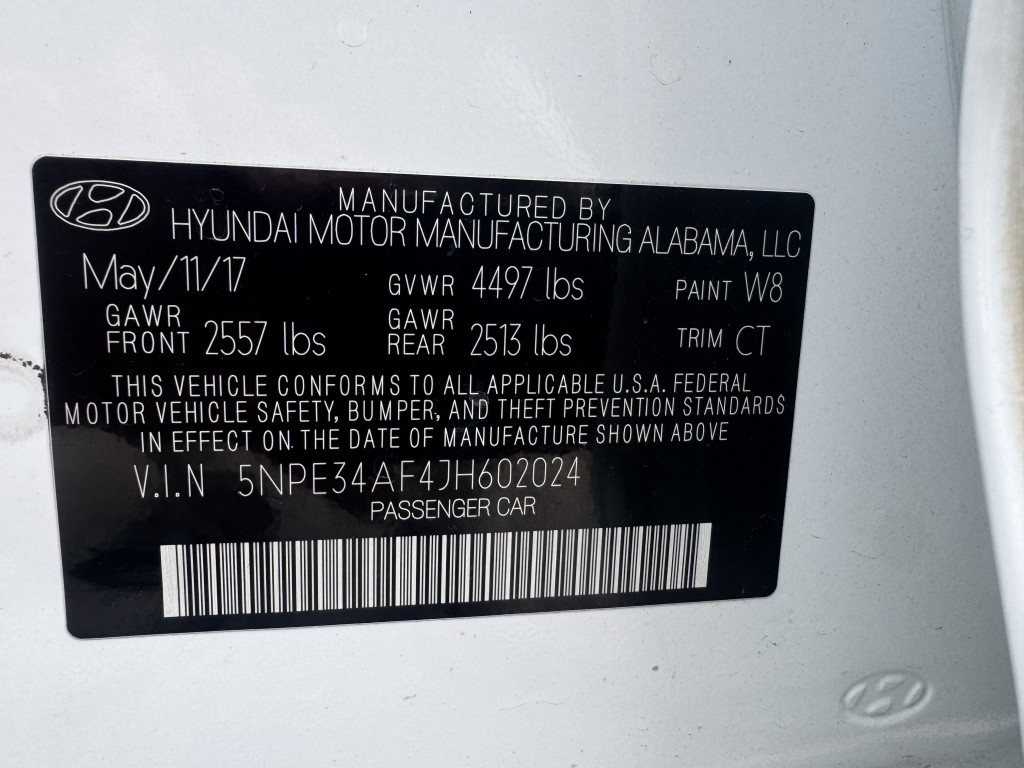 MANUFACTURED BY
HYUNDAI MOTOR MANUFACTURING ALABAMA, LLC
May/11/17 GVWR 4497 lbs PAINT W8
GAWR FRONT 2557 lbs GAWR REAR 2513 lbs TRIM CT
THIS VEHICLE CONFORMS TO ALL APPLICABLE U.S.A. FEDERAL
MOTOR VEHICLE SAFETY, BUMPER, AND THEFT PREVENTION STANDARDS
IN EFFECT ON THE DATE OF MANUFACTURE SHOWN ABOVE
V.I.N 5NPE34AF4JH602024
PASSENGER CAR